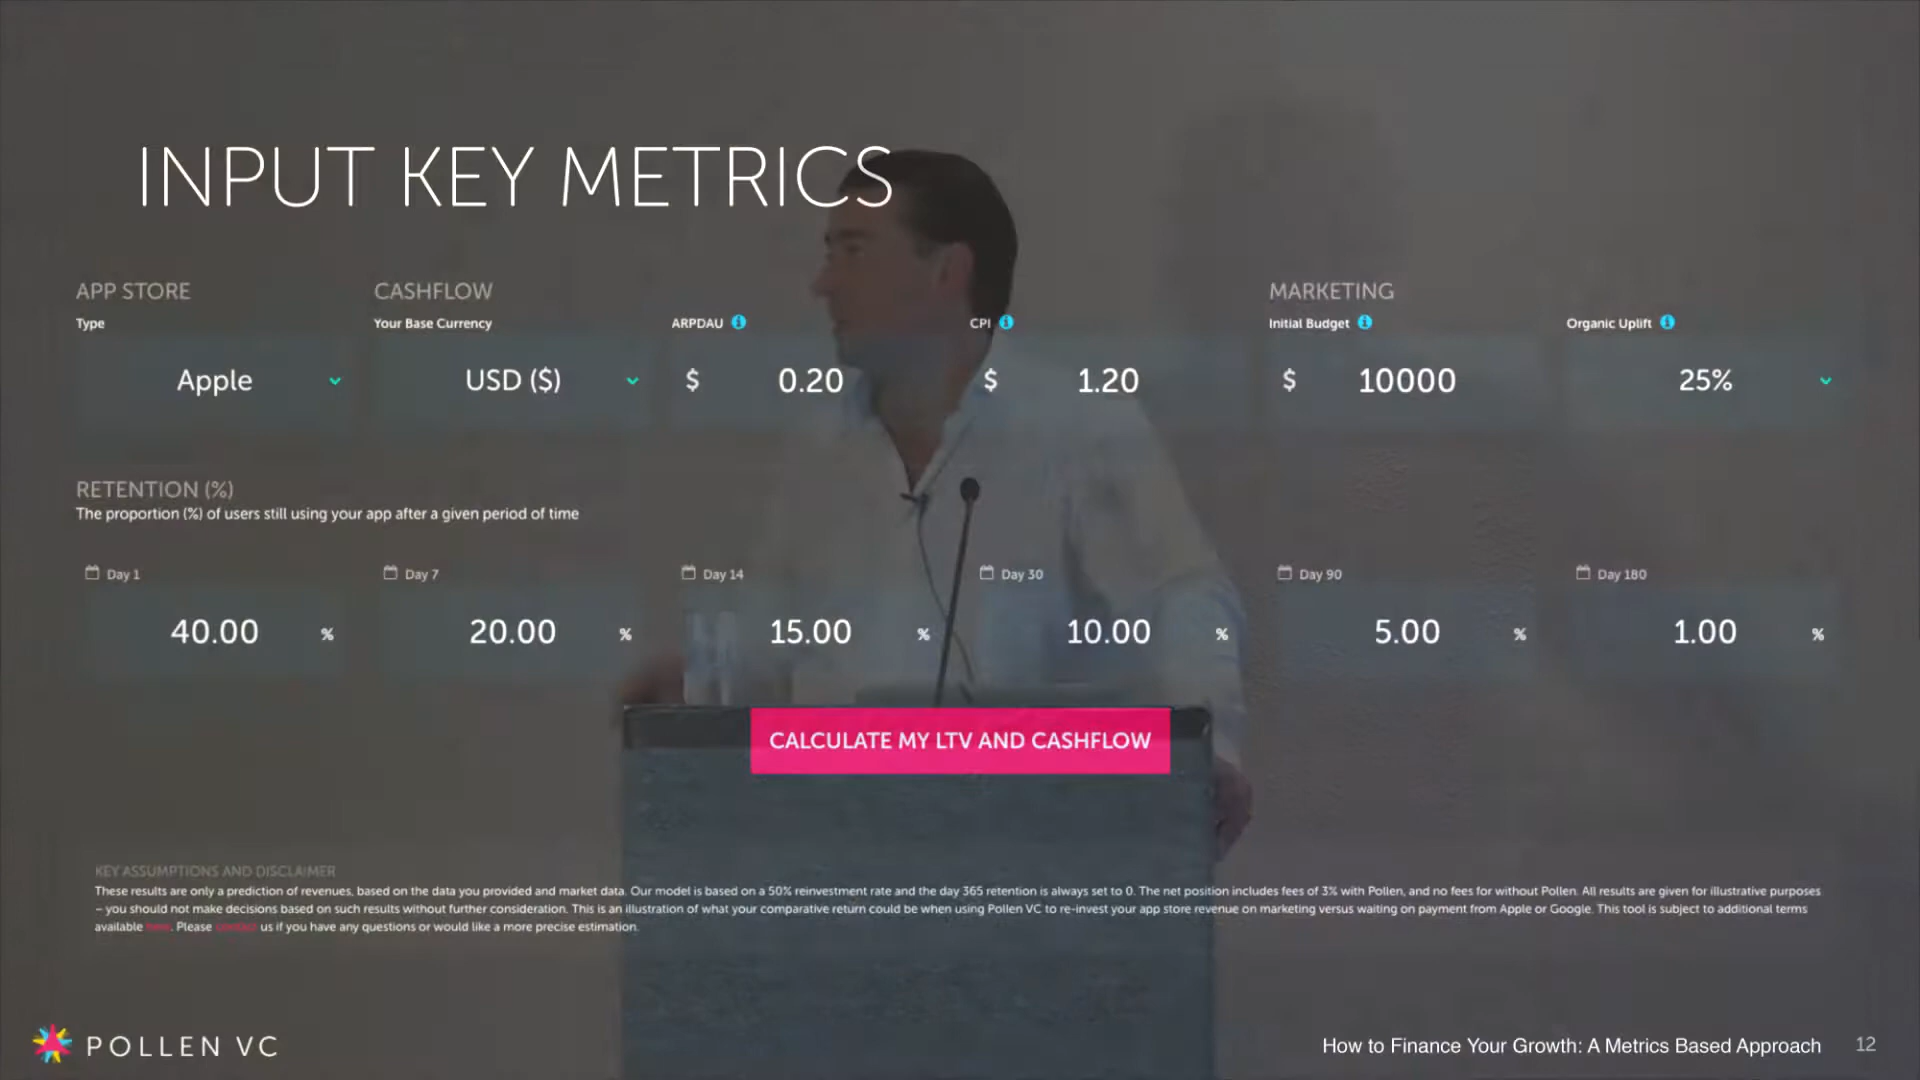 INPUT KEY METRICS
APP STORE
CASHFLOW
MARKETING
Type
Your Base Currency
ARPDAU
CPI
Initial Budget
Organic Uplift
Apple
USD ($)
$ 0.20
$ 1.20
$ 10000
25%
RETENTION (%)
The proportion (%) of users still using your app after a given period of time
Day 1
Day 7
Day 14
Day 30
Day 90
Day 180
40.00 %
20.00 %
15.00 %
10.00 %
5.00 %
1.00 %
CALCULATE MY LTV AND CASHFLOW
KEY ASSUMPTIONS AND DISCLAIMER
These results are only a prediction of revenues, based on the data you provided and market data. Our model is based on a 50% reinvestment rate and the day 365 retention is always set to 0. The net position includes fees of 3% with Pollen, and no fees for without Pollen. All results are given for illustrative purposes
– you should not make decisions based on such results without further consideration. This is an illustration of what your comparative return could be when using Pollen VC to re-invest your app store revenue on marketing versus waiting on payment from Apple or Google. This tool is subject to additional terms
available . Please us if you have any questions or would like a more precise estimation.
POLLEN VC
How to Finance Your Growth: A Metrics Based Approach 12